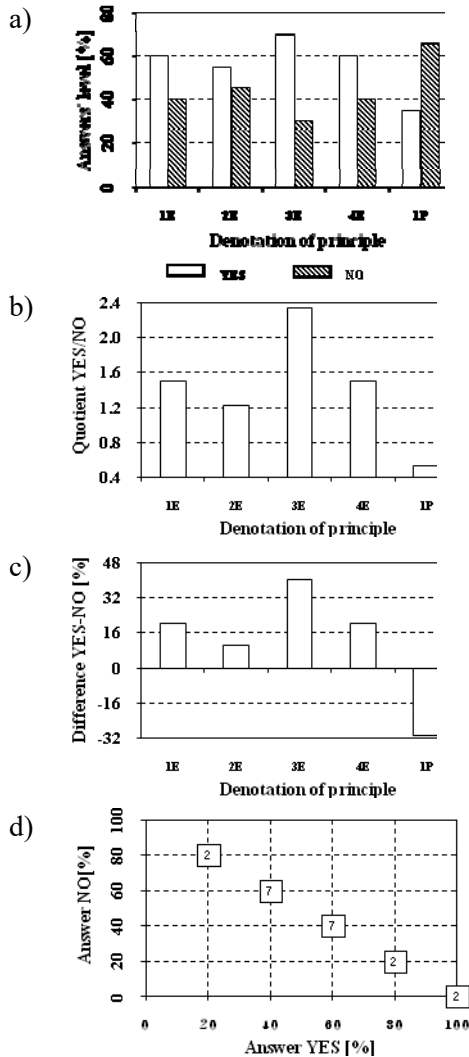 a)
Answers' level [%]
80
60
40
20
0
1E 2E 3E 4E 1P
Denotation of principle
YES NO
b)
Quotient YES/NO
2.4
2.0
1.6
1.2
0.8
0.4
1E 2E 3E 4E 1P
Denotation of principle
c)
Difference YES-NO [%]
48
32
16
0
-16
-32
1E 2E 3E 4E 1P
Denotation of principle
d)
Answer NO[%]
100
80
60
40
20
0
2
7
7
2
2
0 20 40 60 80 100
Answer YES [%]